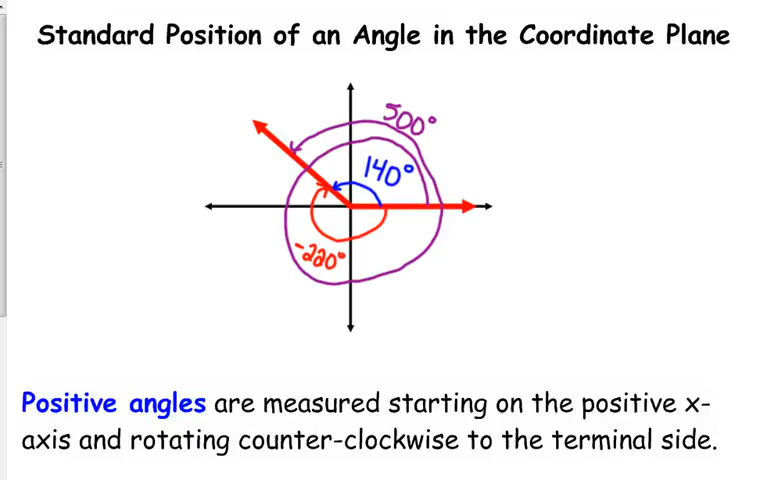 Standard Position of an Angle in the Coordinate Plane
500°
140°
-220°
Positive angles are measured starting on the positive x-
axis and rotating counter-clockwise to the terminal side.